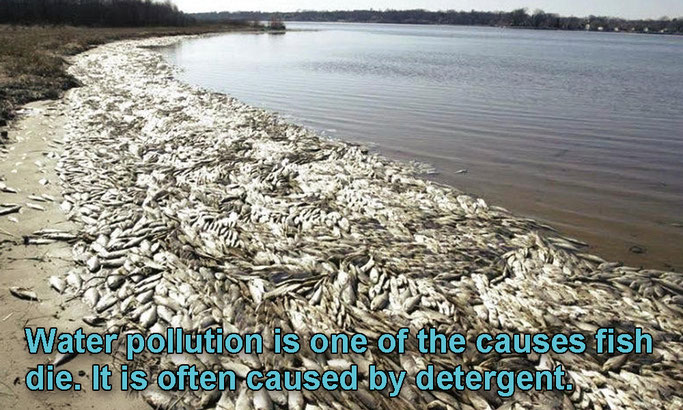 Water pollution is one of the causes fish
die. It is often caused by detergent.